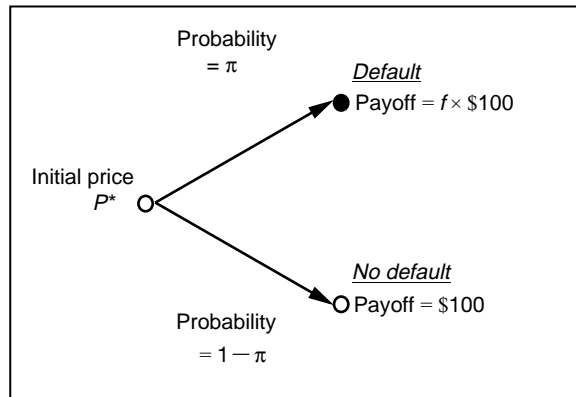 Probability
= π
Default
Payoff = f × $100
Initial price
P*
No default
Payoff = $100
Probability
= 1 — π